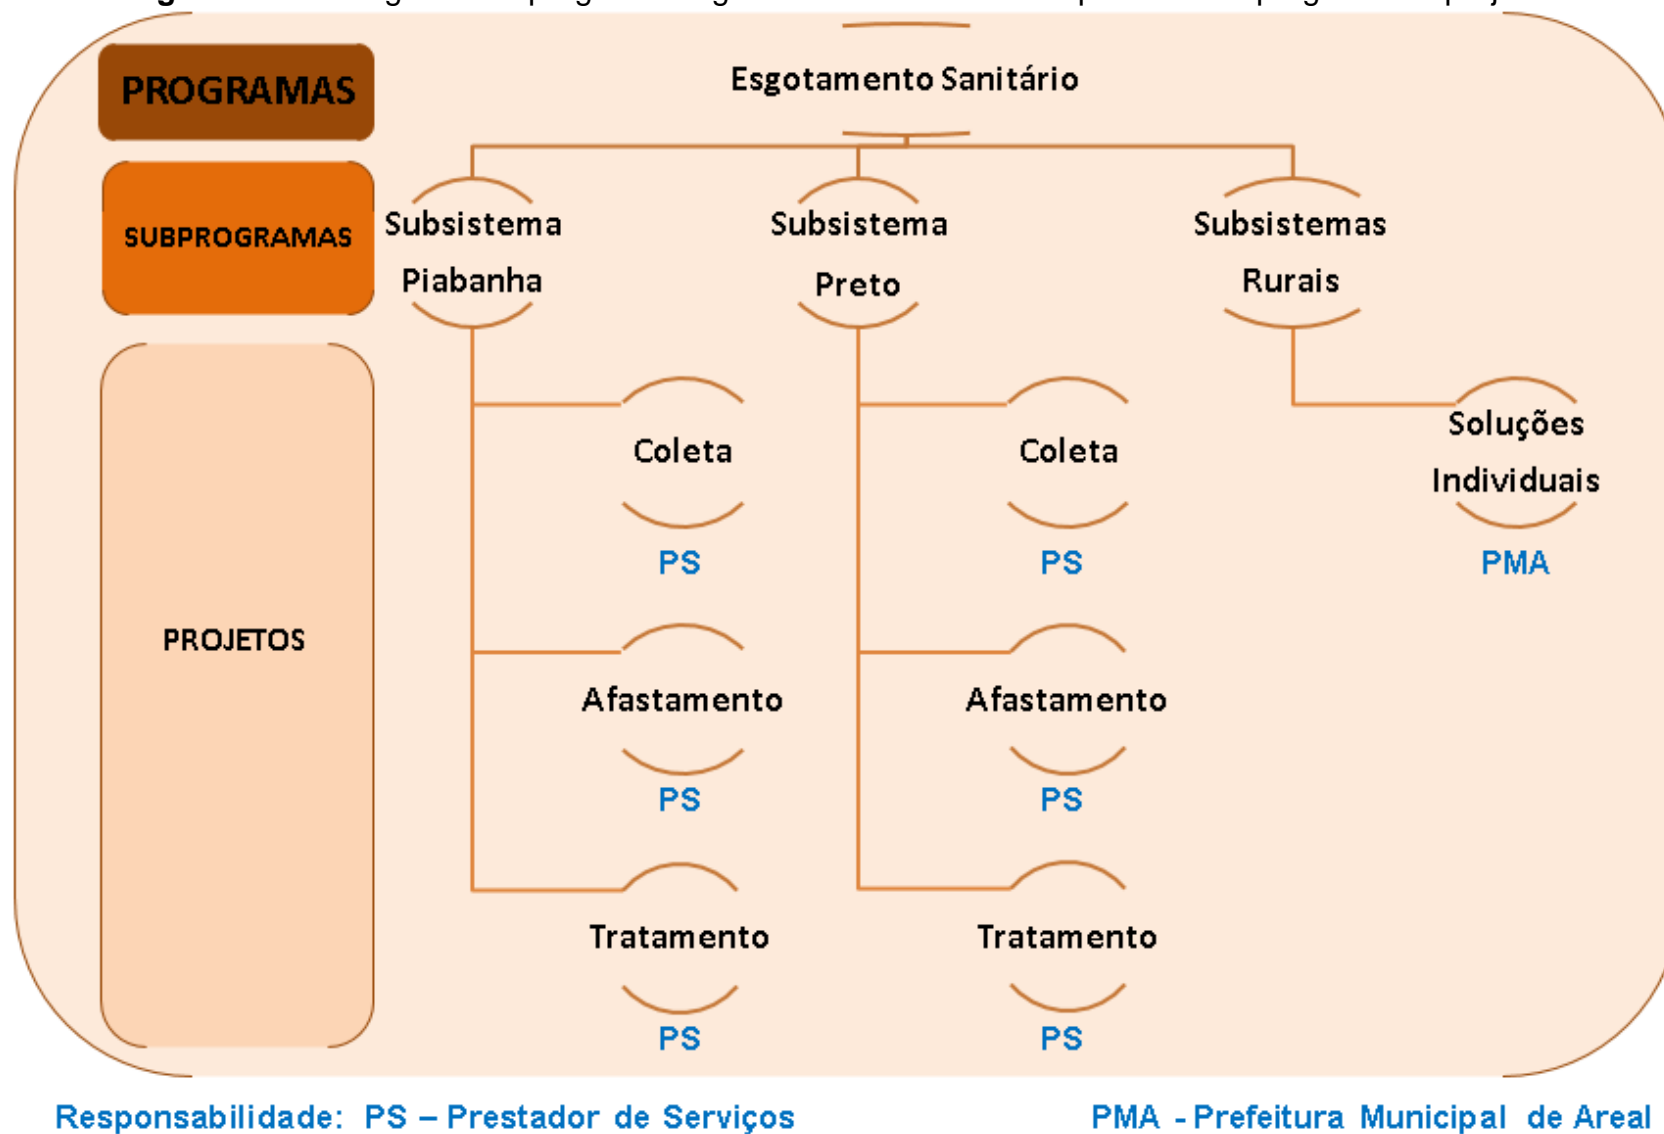 PROGRAMAS
Esgotamento Sanitário
SUBPROGRAMAS
Subsistema
Piabanha
Subsistema
Preto
Subsistemas
Rurais
PROJETOS
Coleta
PS
Afastamento
PS
Tratamento
PS
Coleta
PS
Afastamento
PS
Tratamento
PS
Soluções
Individuais
PMA
Responsabilidade: PS – Prestador de Serviços
PMA - Prefeitura Municipal de Areal